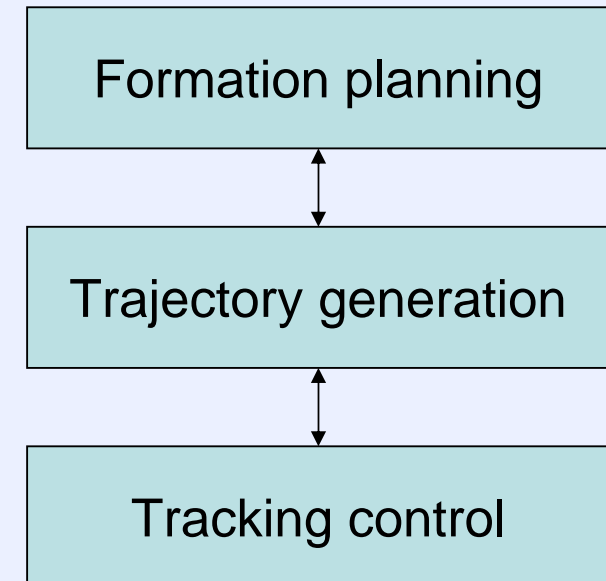 Formation planning
Trajectory generation
Tracking control